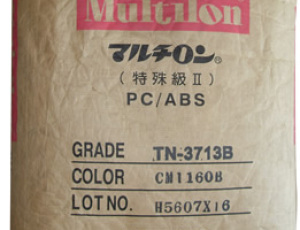 Multilon
マルチロン®
(特殊級II)
PC/ABS
GRADE TN-3713B
COLOR CM1160B
LOT NO. H5607X16